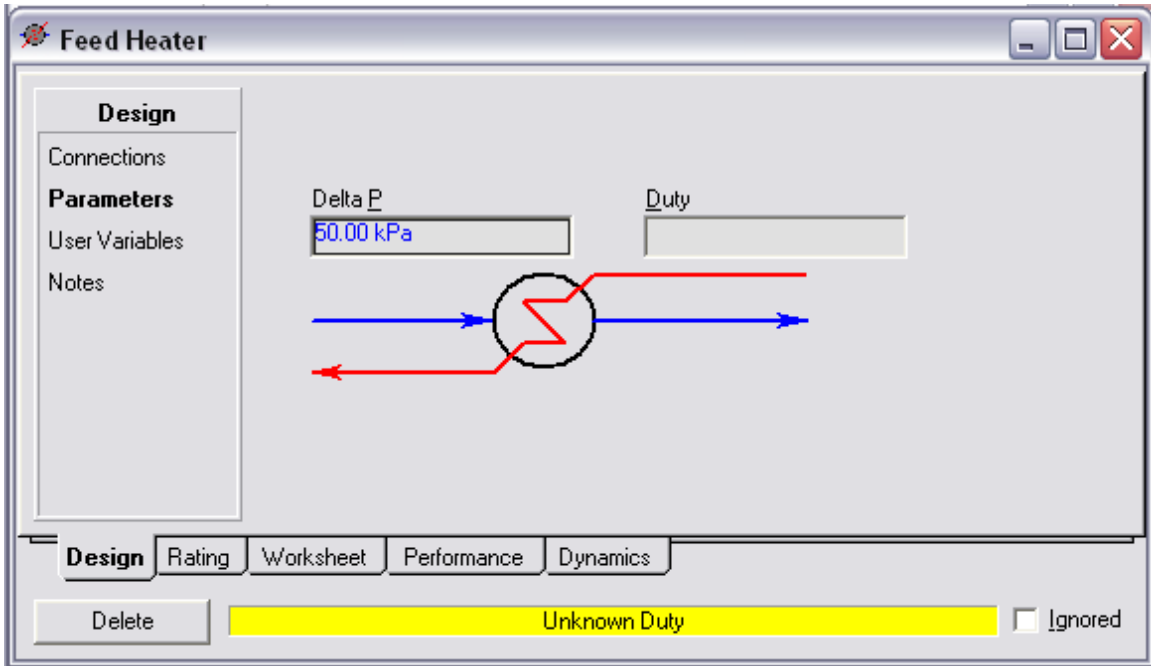 Feed Heater
Design
Connections
Parameters
User Variables
Notes
Delta P
Duty
50.00 kPa
Design Rating Worksheet Performance Dynamics
Delete
Unknown Duty
Ignored